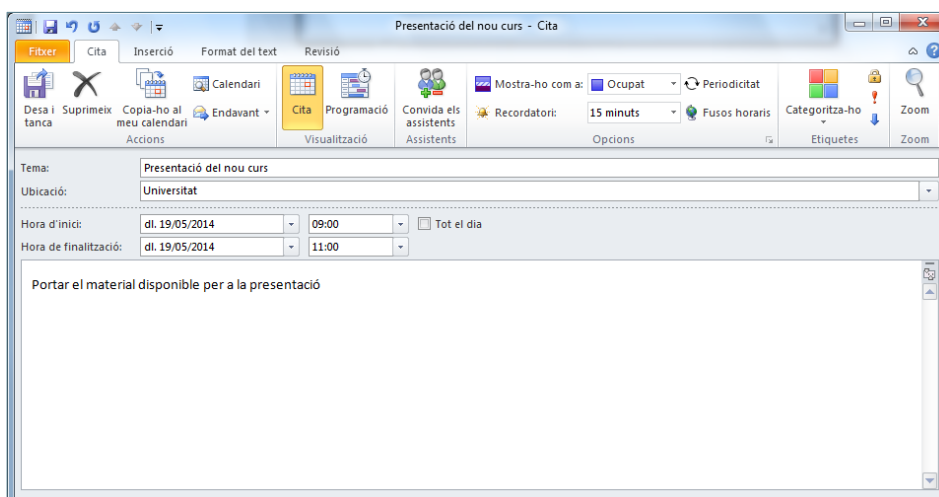 Presentació del nou curs - Cita
Fitxer Cita Inserció Format del text Revisió
Desa i tanca
Suprimeix
Copia-ho al meu calendari
Calendari
Endavant
Accions
Cita
Programació
Visualització
Convida els assistents
Assistents
Mostra-ho com a: Ocupat
Recordatori: 15 minuts
Periodicitat
Fusos horaris
Opcions
Categoritza-ho
Etiquetes
Zoom
Zoom
Tema: Presentació del nou curs
Ubicació: Universitat
Hora d'inici: dl. 19/05/2014 09:00 Tot el dia
Hora de finalització: dl. 19/05/2014 11:00
Portar el material disponible per a la presentació